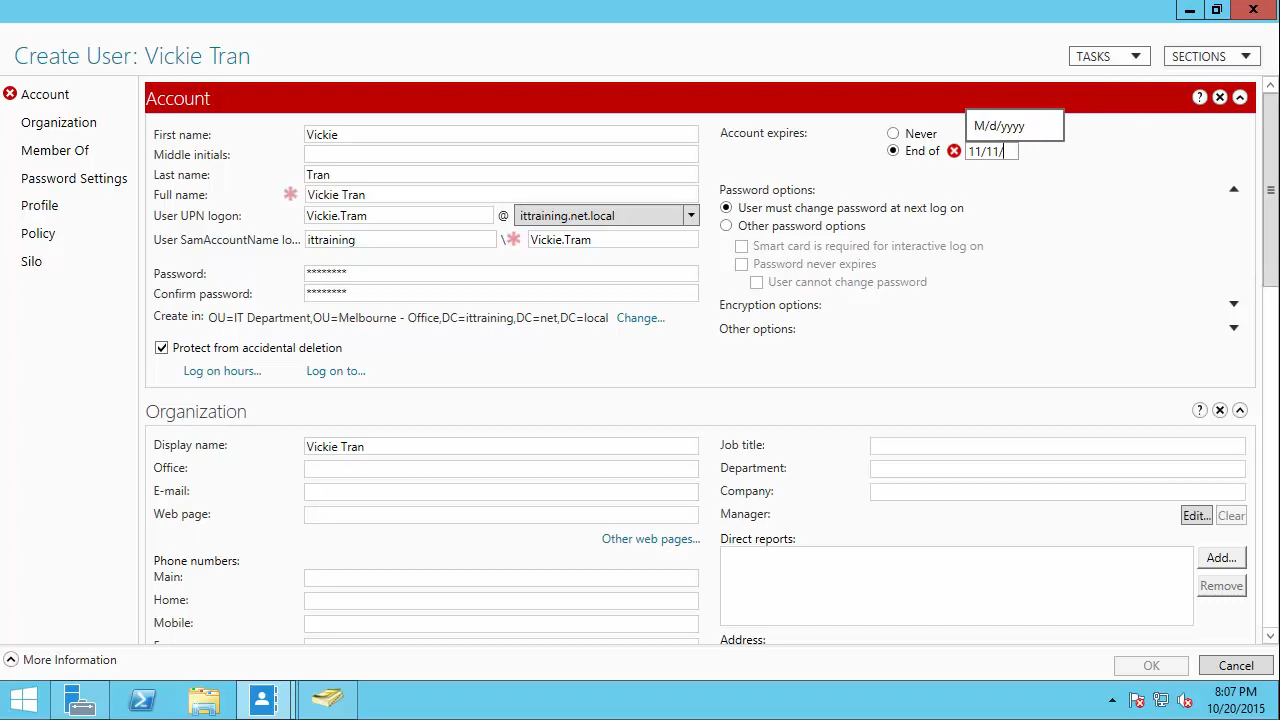 Create User: Vickie Tran
TASKS
SECTIONS
Account
Organization
Member Of
Password Settings
Profile
Policy
Silo
Account
First name: Vickie
Middle initials:
Last name: Tran
Full name: Vickie Tran
User UPN logon: Vickie.Tram @ ittraining.net.local
User SamAccountName lo... ittraining \ Vickie.Tram
Password: ********
Confirm password: ********
Create in: OU=IT Department,OU=Melbourne - Office,DC=ittraining,DC=net,DC=local Change...
Protect from accidental deletion
Log on hours... Log on to...
Account expires: Never
M/d/yyyy
End of 11/11/
Password options:
User must change password at next log on
Other password options
Smart card is required for interactive log on
Password never expires
User cannot change password
Encryption options:
Other options:
Organization
Display name: Vickie Tran
Office:
E-mail:
Web page:
Other web pages...
Phone numbers:
Main:
Home:
Mobile:
Job title:
Department:
Company:
Manager: Edit... Clear
Direct reports:
Add...
Remove
Address:
More Information
OK Cancel
8:07 PM
10/20/2015